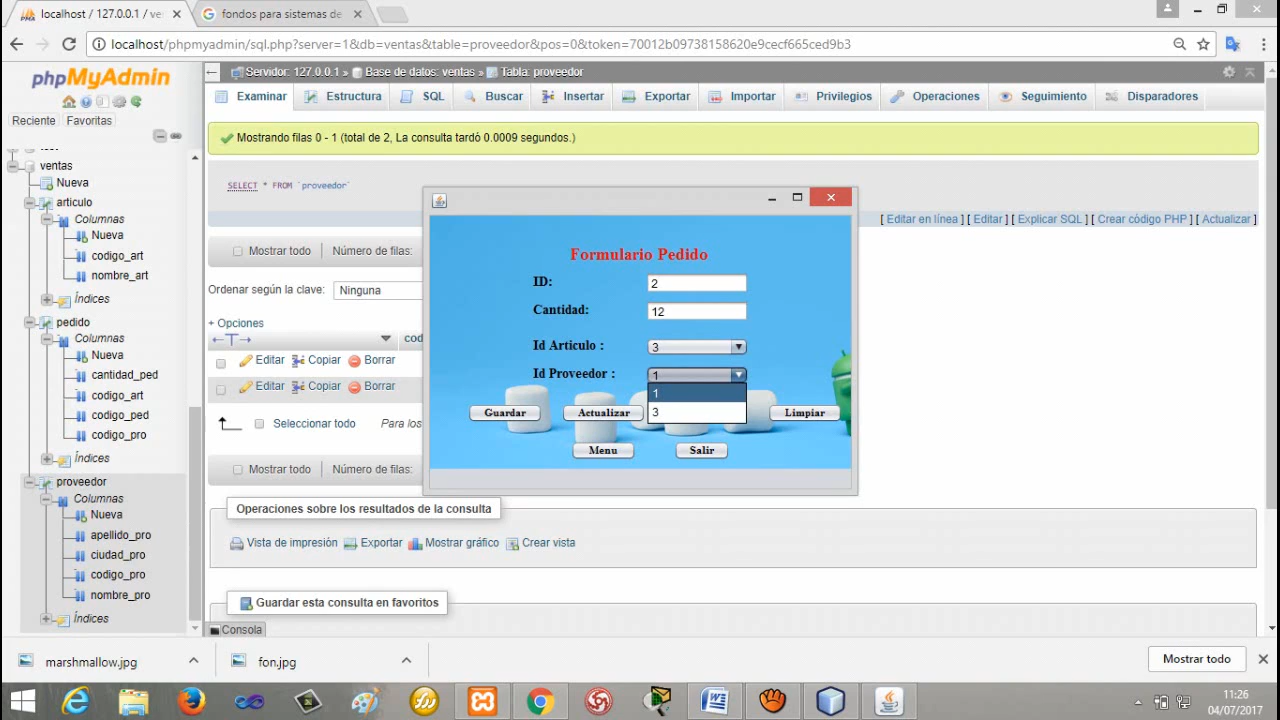 localhost / 127.0.0.1 / ve
fondos para sistemas de
localhost/phpmyadmin/sql.php?server=1&db=ventas&table=proveedor&pos=0&token=70012b09738158620e9cecf665ced9b3
phpMyAdmin
Reciente Favoritas
ventas
Nueva
articulo
Columnas
Nueva
codigo_art
nombre_art
Índices
pedido
Columnas
Nueva
cantidad_ped
codigo_art
codigo_ped
codigo_pro
Índices
proveedor
Columnas
Nueva
apellido_pro
ciudad_pro
codigo_pro
nombre_pro
Índices
Servidor: 127.0.0.1 » Base de datos: ventas » Tabla: proveedor
Examinar Estructura SQL Buscar Insertar Exportar Importar Privilegios Operaciones Seguimiento Disparadores
Mostrando filas 0 - 1 (total de 2, La consulta tardó 0.0009 segundos.)
SELECT * FROM `proveedor`
[ Editar en línea ] [ Editar ] [ Explicar SQL ] [ Crear código PHP ] [ Actualizar ]
Mostrar todo | Número de filas:
Ordenar según la clave: Ninguna
+ Opciones
←T→ cod
Editar Copiar Borrar
Editar Copiar Borrar
Seleccionar todo Para los
Mostrar todo | Número de filas:
Operaciones sobre los resultados de la consulta
Vista de impresión Exportar Mostrar gráfico Crear vista
Guardar esta consulta en favoritos
Consola
Formulario Pedido
ID: 2
Cantidad: 12
Id Articulo : 3
Id Proveedor : 1
1
3
Guardar Actualizar Limpiar
Menu Salir
marshmallow.jpg
fon.jpg
Mostrar todo
11:26
04/07/2017